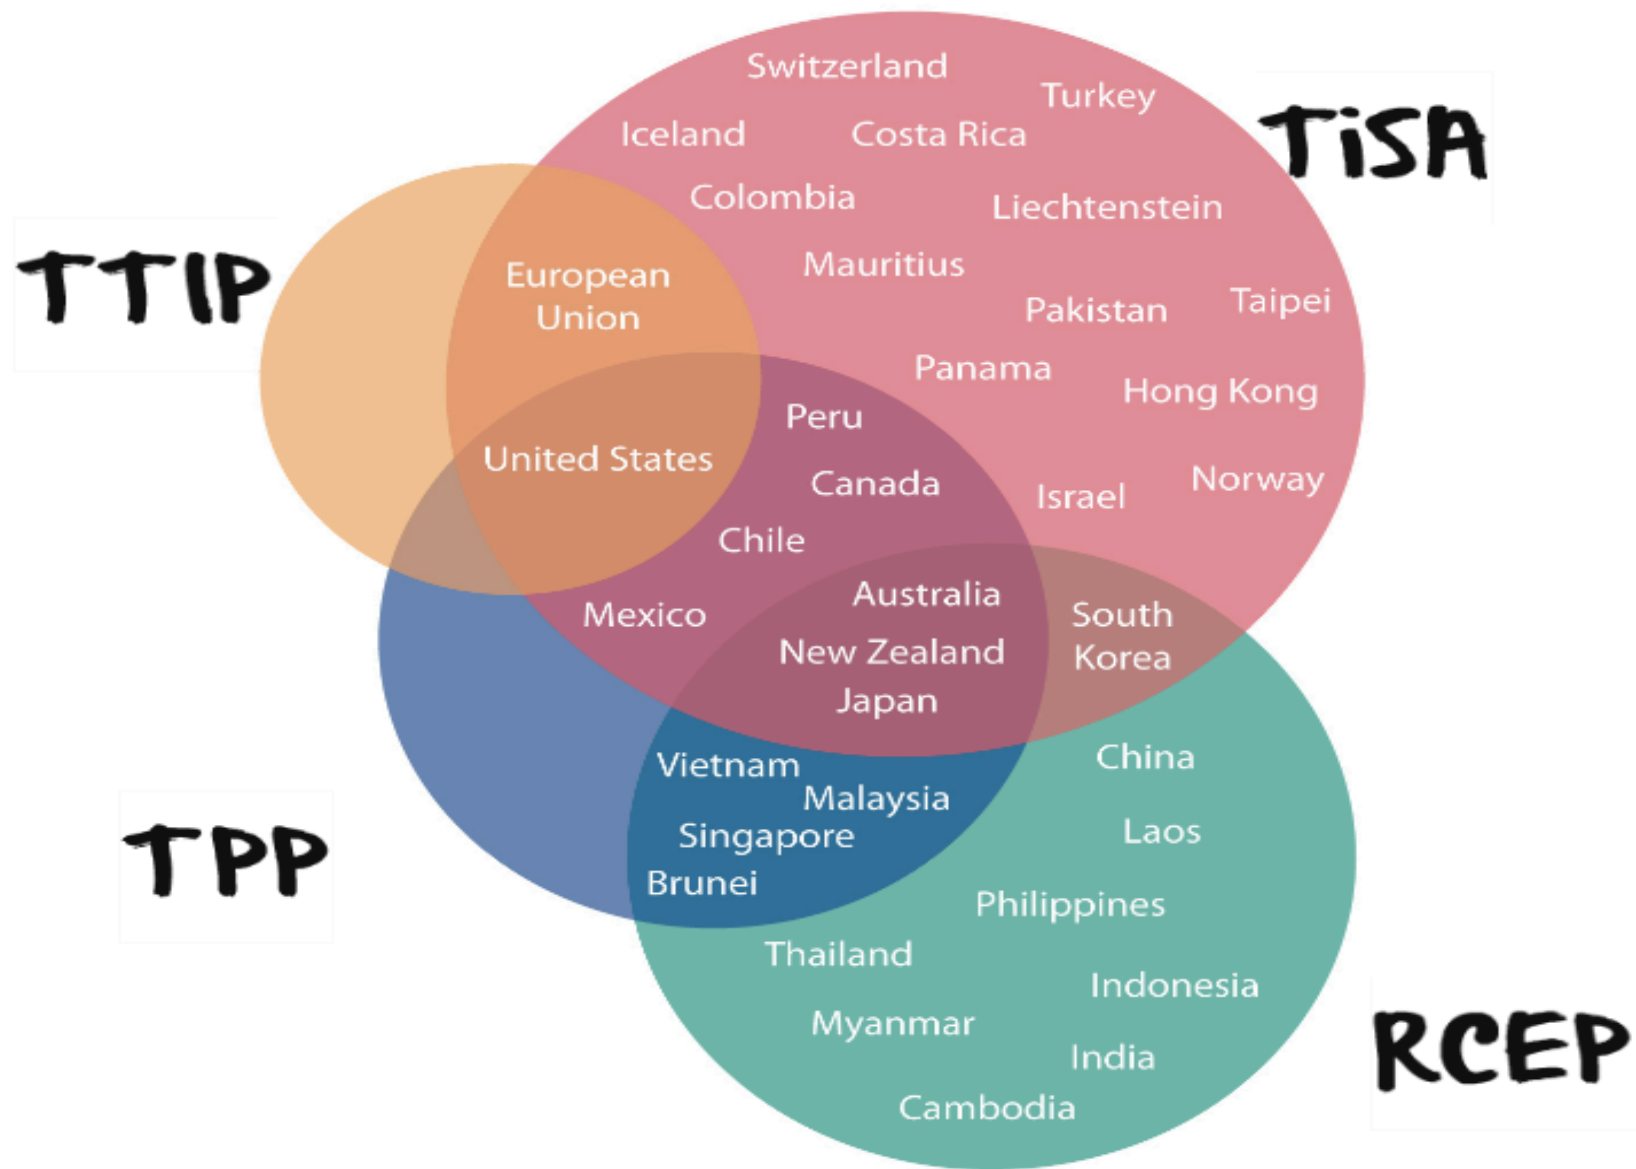 Switzerland
Turkey
TiSA
Iceland
Costa Rica
Colombia
Liechtenstein
TTIP
European
Union
Mauritius
Pakistan
Taipei
Panama
Hong Kong
Peru
United States
Canada
Israel
Norway
Chile
Australia
Mexico
South
Korea
New Zealand
Japan
Vietnam
China
Malaysia
Singapore
Laos
TPP
Brunei
Philippines
Thailand
Indonesia
Myanmar
RCEP
India
Cambodia